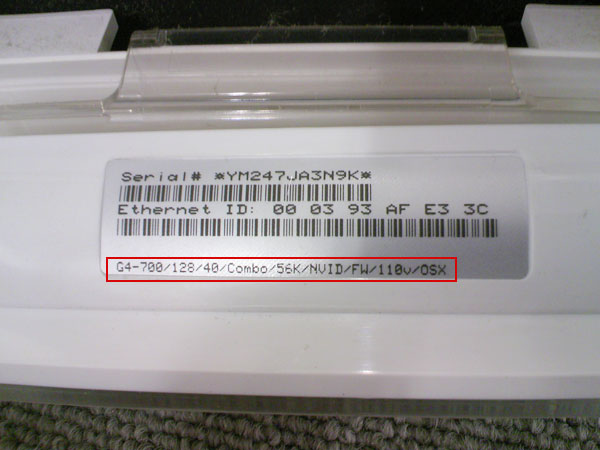 Serial# *YM247JA3N9K*
Ethernet ID: 00 03 93 AF E3 3C
G4-700/128/40/Combo/56K/NVID/FW/110v/OSX